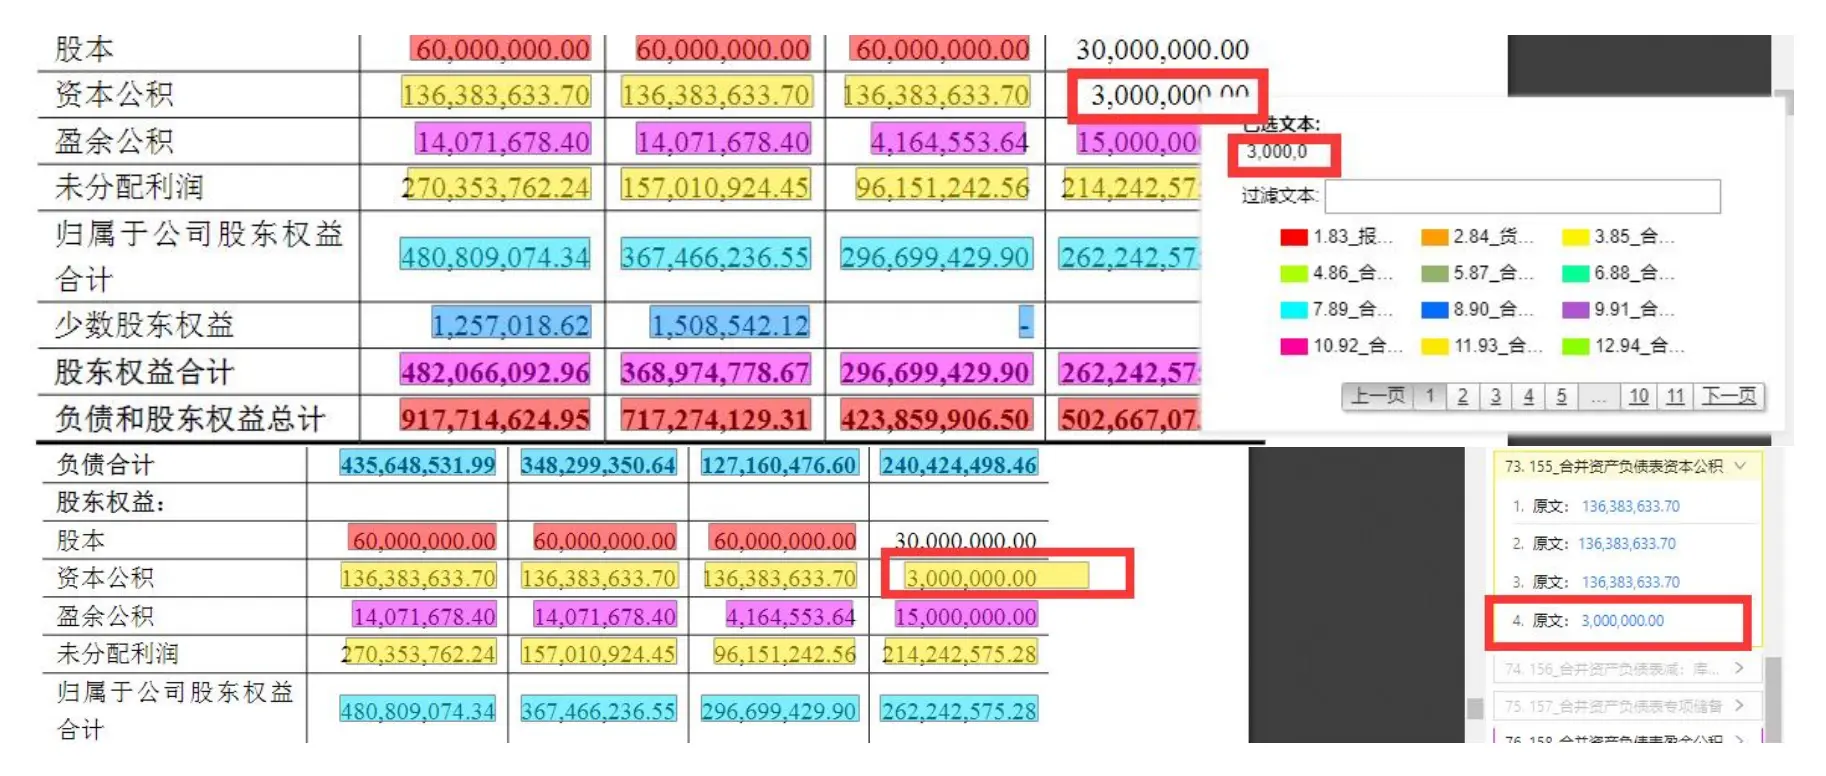 股本 60,000,000.00 60,000,000.00 60,000,000.00 30,000,000.00
资本公积 136,383,633.70 136,383,633.70 136,383,633.70 3,000,000.00
盈余公积 14,071,678.40 14,071,678.40 4,164,553.64 15,000,00
未分配利润 270,353,762.24 157,010,924.45 96,151,242.56 214,242,57
归属于公司股东权益
合计 480,809,074.34 367,466,236.55 296,699,429.90 262,242,57
少数股东权益 1,257,018.62 1,508,542.12 -
股东权益合计 482,066,092.96 368,974,778.67 296,699,429.90 262,242,57
负债和股东权益总计 917,714,624.95 717,274,129.31 423,859,906.50 502,667,07
已选文本:
3,000,0
过滤文本:
1.83_报... 2.84_货... 3.85_合...
4.86_合... 5.87_合... 6.88_合...
7.89_合... 8.90_合... 9.91_合...
10.92_合... 11.93_合... 12.94_合...
上一页 1 2 3 4 5 ... 10 11 下一页
负债合计 435,648,531.99 348,299,350.64 127,160,476.60 240,424,498.46
股东权益：
股本 60,000,000.00 60,000,000.00 60,000,000.00 30,000,000.00
资本公积 136,383,633.70 136,383,633.70 136,383,633.70 3,000,000.00
盈余公积 14,071,678.40 14,071,678.40 4,164,553.64 15,000,000.00
未分配利润 270,353,762.24 157,010,924.45 96,151,242.56 214,242,575.28
归属于公司股东权益
合计 480,809,074.34 367,466,236.55 296,699,429.90 262,242,575.28
73. 155_合并资产负债表资本公积
1. 原文： 136,383,633.70
2. 原文： 136,383,633.70
3. 原文： 136,383,633.70
4. 原文： 3,000,000.00
74. 156_合并资产负债表减：库...
75. 157_合并资产负债表专项储备
76. 158_合并资产负债表盈余公积